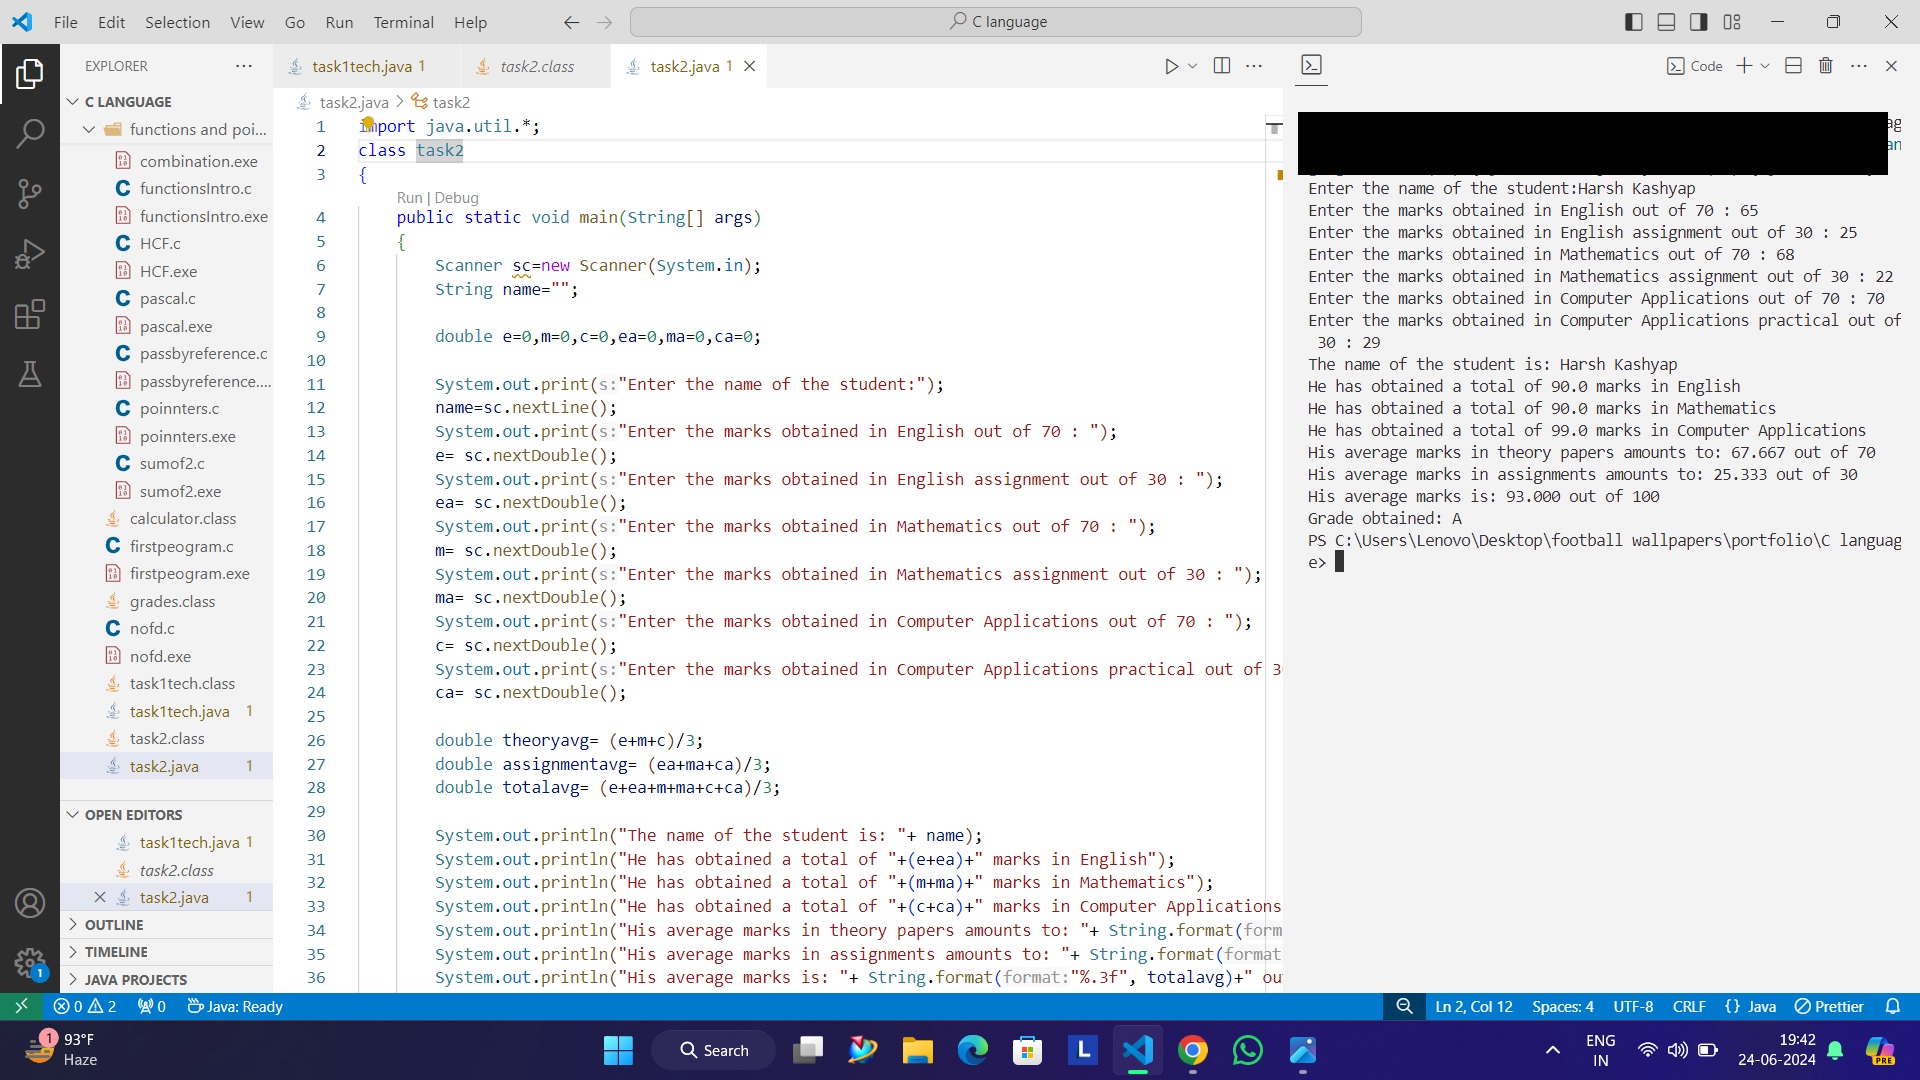 File Edit Selection View Go Run Terminal Help
C language
EXPLORER
C LANGUAGE
functions and poi...
combination.exe
functionsIntro.c
functionsIntro.exe
HCF.c
HCF.exe
pascal.c
pascal.exe
passbyreference.c
passbyreference....
poinnters.c
poinnters.exe
sumof2.c
sumof2.exe
calculator.class
firstpeogram.c
firstpeogram.exe
grades.class
nofd.c
nofd.exe
task1tech.class
task1tech.java 1
task2.class
task2.java 1
OPEN EDITORS
task1tech.java 1
task2.class
task2.java 1
OUTLINE
TIMELINE
JAVA PROJECTS
task1tech.java 1 task2.class task2.java 1
task2.java > task2
1 import java.util.*;
2 class task2
3 {
Run | Debug
4 public static void main(String[] args)
5 {
6 Scanner sc=new Scanner(System.in);
7 String name="";
8
9 double e=0,m=0,c=0,ea=0,ma=0,ca=0;
10
11 System.out.print(s:"Enter the name of the student:");
12 name=sc.nextLine();
13 System.out.print(s:"Enter the marks obtained in English out of 70 : ");
14 e= sc.nextDouble();
15 System.out.print(s:"Enter the marks obtained in English assignment out of 30 : ");
16 ea= sc.nextDouble();
17 System.out.print(s:"Enter the marks obtained in Mathematics out of 70 : ");
18 m= sc.nextDouble();
19 System.out.print(s:"Enter the marks obtained in Mathematics assignment out of 30 : ");
20 ma= sc.nextDouble();
21 System.out.print(s:"Enter the marks obtained in Computer Applications out of 70 : ");
22 c= sc.nextDouble();
23 System.out.print(s:"Enter the marks obtained in Computer Applications practical out of 3
24 ca= sc.nextDouble();
25
26 double theoryavg= (e+m+c)/3;
27 double assignmentavg= (ea+ma+ca)/3;
28 double totalavg= (e+ea+m+ma+c+ca)/3;
29
30 System.out.println("The name of the student is: "+ name);
31 System.out.println("He has obtained a total of "+(e+ea)+" marks in English");
32 System.out.println("He has obtained a total of "+(m+ma)+" marks in Mathematics");
33 System.out.println("He has obtained a total of "+(c+ca)+" marks in Computer Applications
34 System.out.println("His average marks in theory papers amounts to: "+ String.format(form
35 System.out.println("His average marks in assignments amounts to: "+ String.format(format
36 System.out.println("His average marks is: "+ String.format(format:"%.3f", totalavg)+" ou
Code
ag
an
Enter the name of the student:Harsh Kashyap
Enter the marks obtained in English out of 70 : 65
Enter the marks obtained in English assignment out of 30 : 25
Enter the marks obtained in Mathematics out of 70 : 68
Enter the marks obtained in Mathematics assignment out of 30 : 22
Enter the marks obtained in Computer Applications out of 70 : 70
Enter the marks obtained in Computer Applications practical out of
30 : 29
The name of the student is: Harsh Kashyap
He has obtained a total of 90.0 marks in English
He has obtained a total of 90.0 marks in Mathematics
He has obtained a total of 99.0 marks in Computer Applications
His average marks in theory papers amounts to: 67.667 out of 70
His average marks in assignments amounts to: 25.333 out of 30
His average marks is: 93.000 out of 100
Grade obtained: A
PS C:\Users\Lenovo\Desktop\football wallpapers\portfolio\C languag
e>
1
0 2 0 Java: Ready
Ln 2, Col 12 Spaces: 4 UTF-8 CRLF {} Java Prettier
1
93°F
Haze
Search
L
ENG
IN
19:42
24-06-2024
PRE